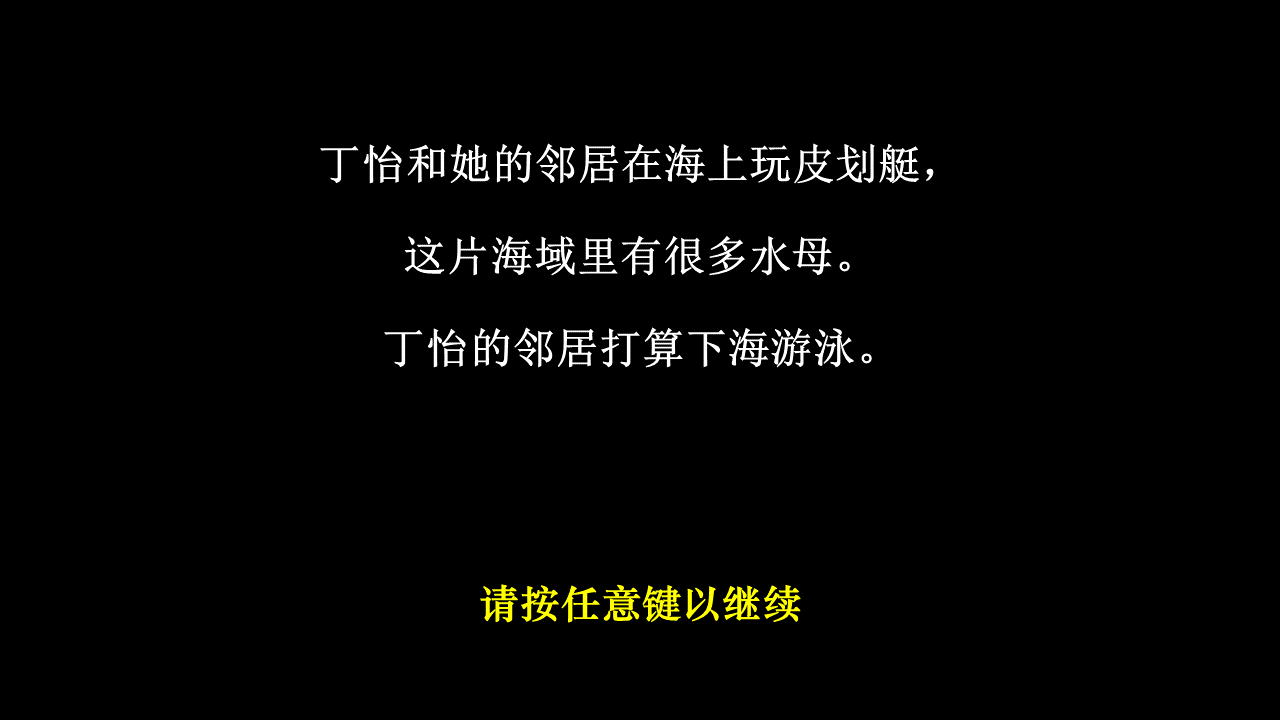 丁怡和她的邻居在海上玩皮划艇，
这片海域里有很多水母。
丁怡的邻居打算下海游泳。
请按任意键以继续